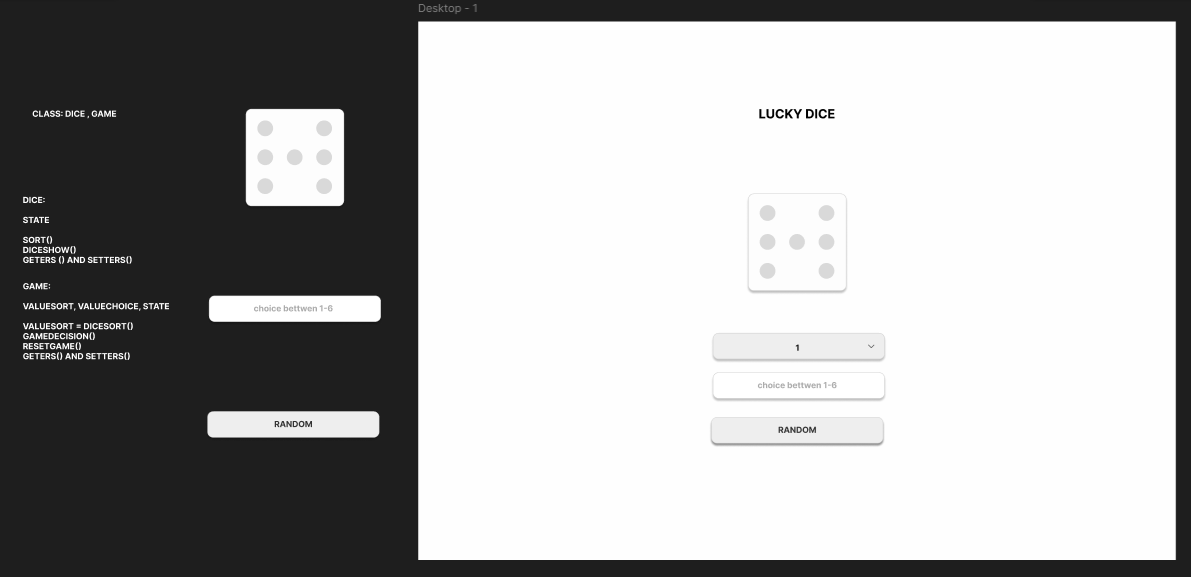 Desktop - 1
CLASS: DICE , GAME
DICE:
STATE
SORT()
DICESHOW()
GETERS () AND SETTERS()
GAME:
VALUESORT, VALUECHOICE, STATE
VALUESORT = DICESORT()
GAMEDECISION()
RESETGAME()
GETERS() AND SETTERS()
choice bettwen 1-6
RANDOM
LUCKY DICE
1
choice bettwen 1-6
RANDOM